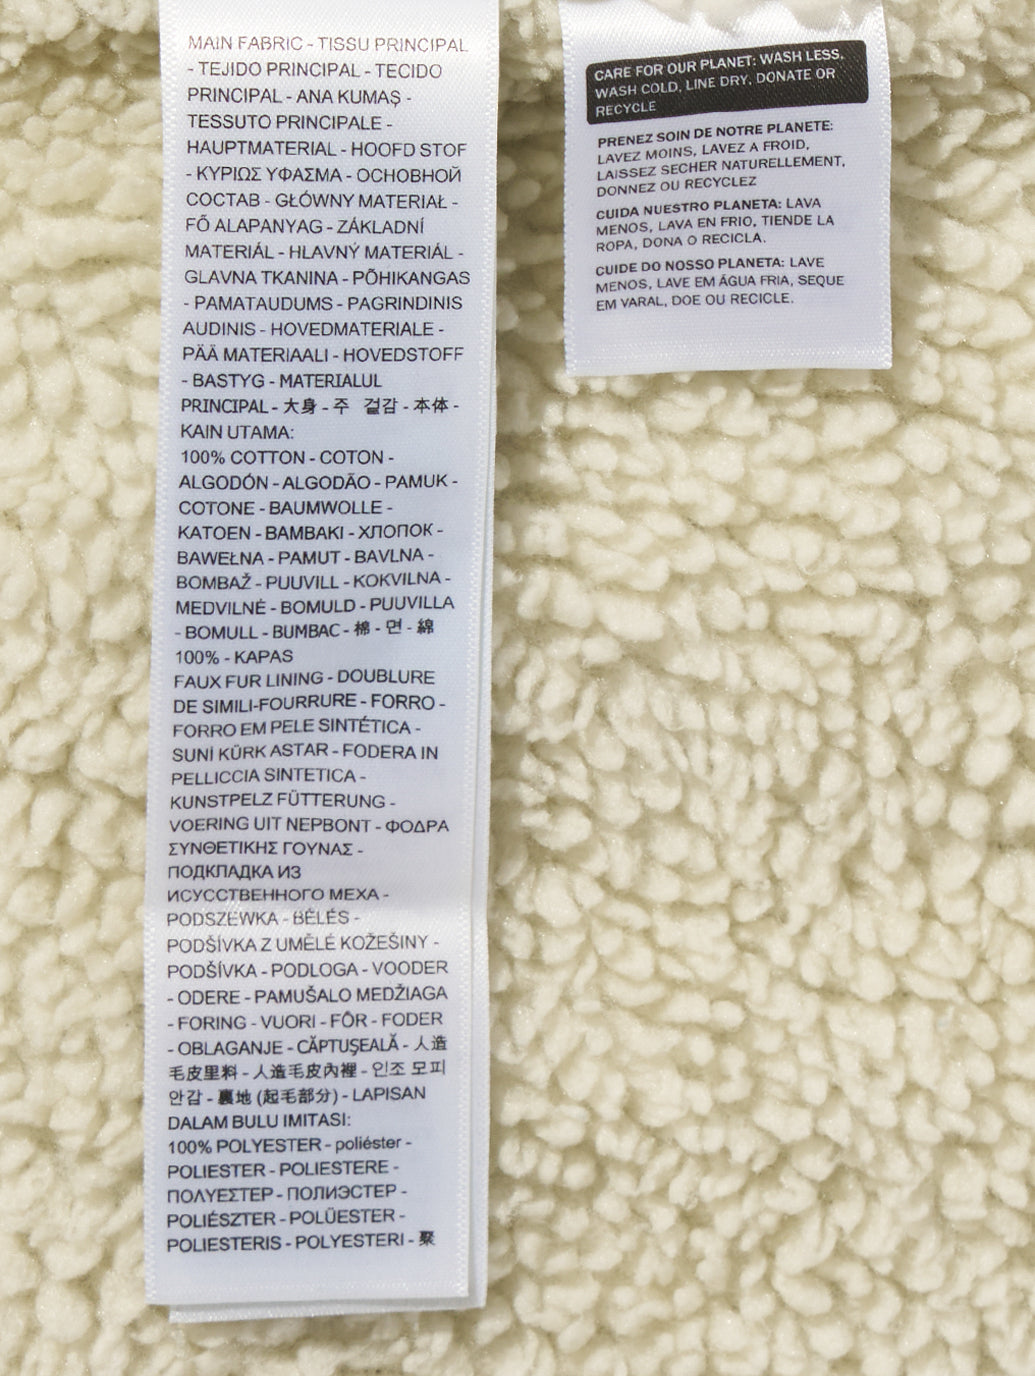 MAIN FABRIC - TISSU PRINCIPAL
- TEJIDO PRINCIPAL - TECIDO
PRINCIPAL - ANA KUMAŞ -
TESSUTO PRINCIPALE -
HAUPTMATERIAL - HOOFD STOF
- ΚΥΡΙΩΣ ΥΦΑΣΜΑ - ОСНОВНОЙ
СОСТАВ - GŁÓWNY MATERIAŁ -
FŐ ALAPANYAG - ZÁKLADNÍ
MATERIÁL - HLAVNÝ MATERIÁL -
GLAVNA TKANINA - PÕHIKANGAS
- PAMATAUDUMS - PAGRINDINIS
AUDINIS - HOVEDMATERIALE -
PÄÄ MATERIAALI - HOVEDSTOFF
- BASTYG - MATERIALUL
PRINCIPAL - 大身 - 주 겉감 - 本体 -
KAIN UTAMA:
100% COTTON - COTON -
ALGODÓN - ALGODÃO - PAMUK -
COTONE - BAUMWOLLE -
KATOEN - ΒΑΜΒΑΚΙ - ХЛОПОК -
BAWEŁNA - PAMUT - BAVLNA -
BOMBAŽ - PUUVILL - KOKVILNA -
MEDVILNĖ - BOMULD - PUUVILLA
- BOMULL - BUMBAC - 棉 - 면 - 綿
100% - KAPAS
FAUX FUR LINING - DOUBLURE
DE SIMILI-FOURRURE - FORRO -
FORRO EM PELE SINTÉTICA -
SUNİ KÜRK ASTAR - FODERA IN
PELLICCIA SINTETICA -
KUNSTPELZ FÜTTERUNG -
VOERING UIT NEPBONT - ΦΟΔΡΑ
ΣΥΝΘΕΤΙΚΗΣ ΓΟΥΝΑΣ -
ПОДКЛАДКА ИЗ
ИСУССТВЕННОГО МЕХА -
PODSZEWKA - BÉLÉS -
PODŠÍVKA Z UMĚLÉ KOŽEŠINY -
PODŠÍVKA - PODLOGA - VOODER
- ODERE - PAMUŠALO MEDŽIAGA
- FORING - VUORI - FÔR - FODER
- OBLAGANJE - CĂPTUŞEALĂ - 人造
毛皮里料 - 人造毛皮內裡 - 인조 모피
안감 - 裏地 (起毛部分) - LAPISAN
DALAM BULU IMITASI:
100% POLYESTER - poliéster -
POLIESTER - POLIESTERE -
ΠΟΛΥΕΣΤΕΡ - ПОЛИЭСТЕР -
POLIÉSZTER - POLÜESTER -
POLIESTERIS - POLYESTERI - 聚
CARE FOR OUR PLANET: WASH LESS,
WASH COLD, LINE DRY, DONATE OR
RECYCLE
PRENEZ SOIN DE NOTRE PLANETE:
LAVEZ MOINS, LAVEZ A FROID,
LAISSEZ SECHER NATURELLEMENT,
DONNEZ OU RECYCLEZ
CUIDA NUESTRO PLANETA: LAVA
MENOS, LAVA EN FRIO, TIENDE LA
ROPA, DONA O RECICLA.
CUIDE DO NOSSO PLANETA: LAVE
MENOS, LAVE EM ÁGUA FRIA, SEQUE
EM VARAL, DOE OU RECICLE.